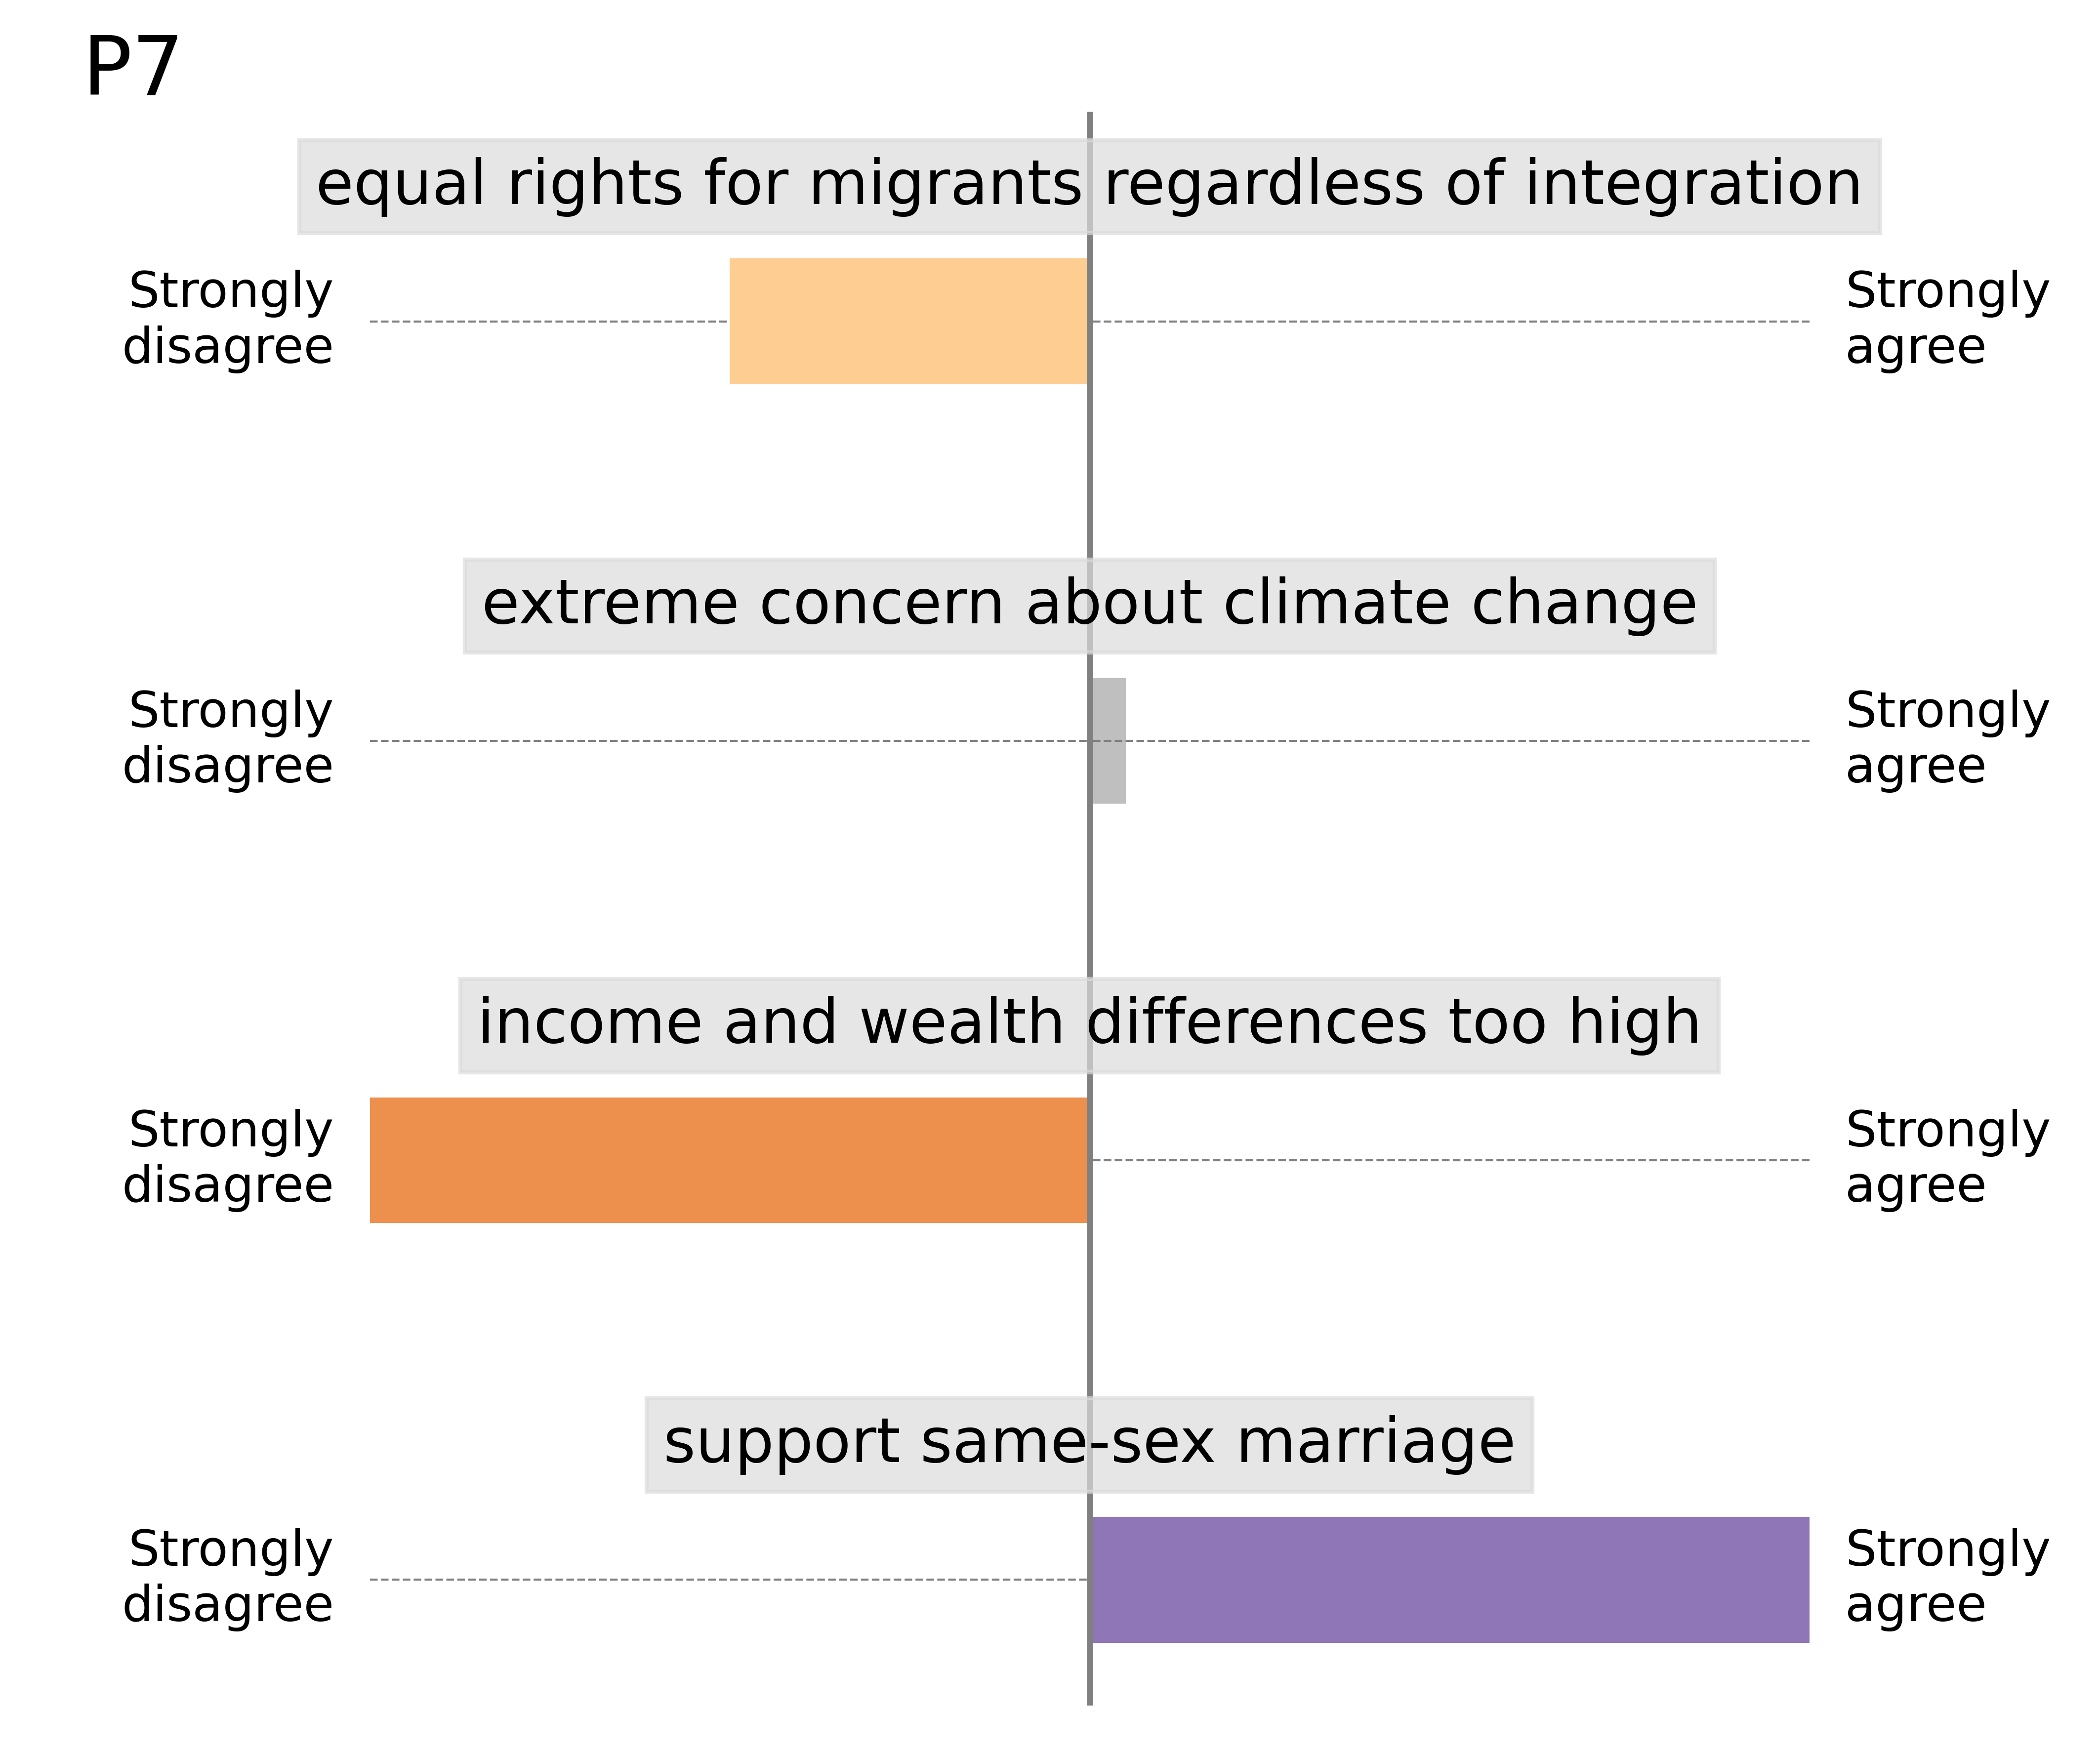 P7
equal rights for migrants regardless of integration
Strongly
disagree
Strongly
agree
extreme concern about climate change
Strongly
disagree
Strongly
agree
income and wealth differences too high
Strongly
disagree
Strongly
agree
support same-sex marriage
Strongly
disagree
Strongly
agree